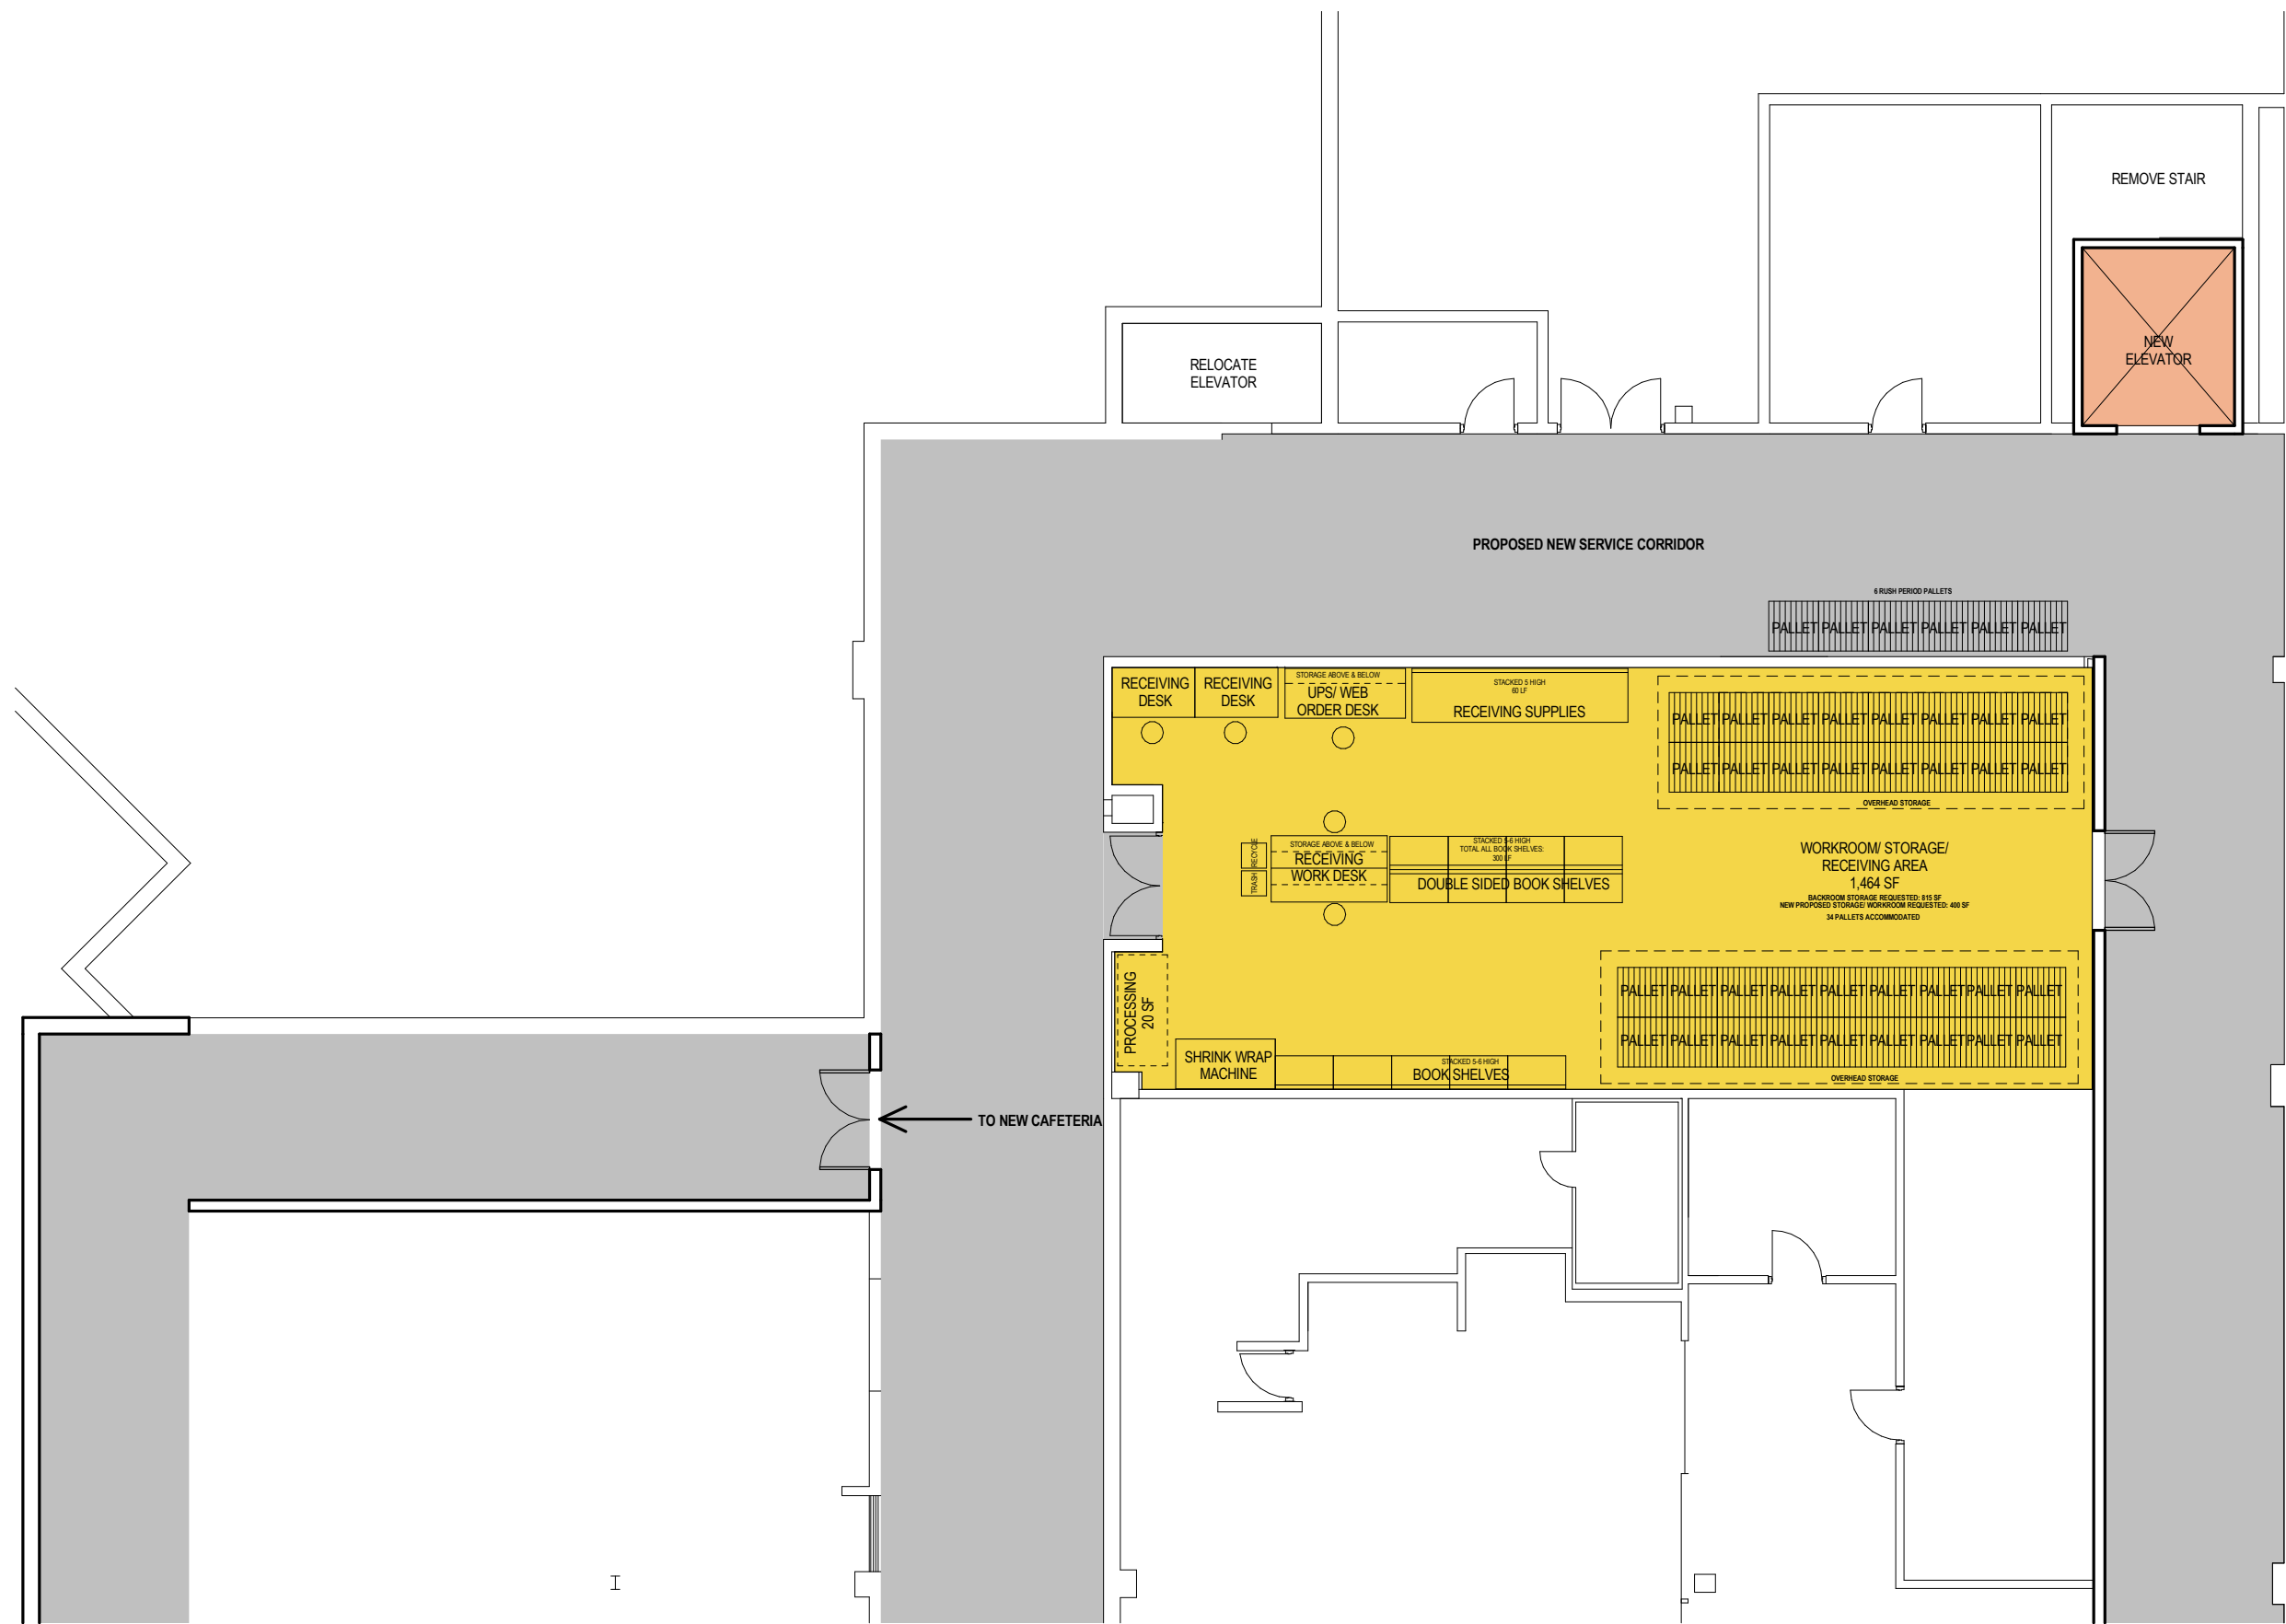 REMOVE STAIR
NEW
ELEVATOR
RELOCATE
ELEVATOR
PROPOSED NEW SERVICE CORRIDOR
6 RUSH PERIOD PALLETS
PALLET PALLET PALLET PALLET PALLET PALLET
RECEIVING
DESK
RECEIVING
DESK
STORAGE ABOVE & BELOW
UPS/ WEB
ORDER DESK
STACKED 5 HIGH
60 LF
RECEIVING SUPPLIES
PALLET PALLET PALLET PALLET PALLET PALLET PALLET PALLET
PALLET PALLET PALLET PALLET PALLET PALLET PALLET PALLET
OVERHEAD STORAGE
RECYCLE
TRASH
STORAGE ABOVE & BELOW
RECEIVING
WORK DESK
STACKED 5-6 HIGH
TOTAL ALL BOOK SHELVES:
300 LF
DOUBLE SIDED BOOK SHELVES
WORKROOM/ STORAGE/
RECEIVING AREA
1,464 SF
BACKROOM STORAGE REQUESTED: 815 SF
NEW PROPOSED STORAGE/ WORKROOM REQUESTED: 400 SF
34 PALLETS ACCOMMODATED
PROCESSING
20 SF
PALLET PALLET PALLET PALLET PALLET PALLET PALLET PALLET PALLET
PALLET PALLET PALLET PALLET PALLET PALLET PALLET PALLET PALLET
OVERHEAD STORAGE
SHRINK WRAP
MACHINE
STACKED 5-6 HIGH
BOOK SHELVES
TO NEW CAFETERIA